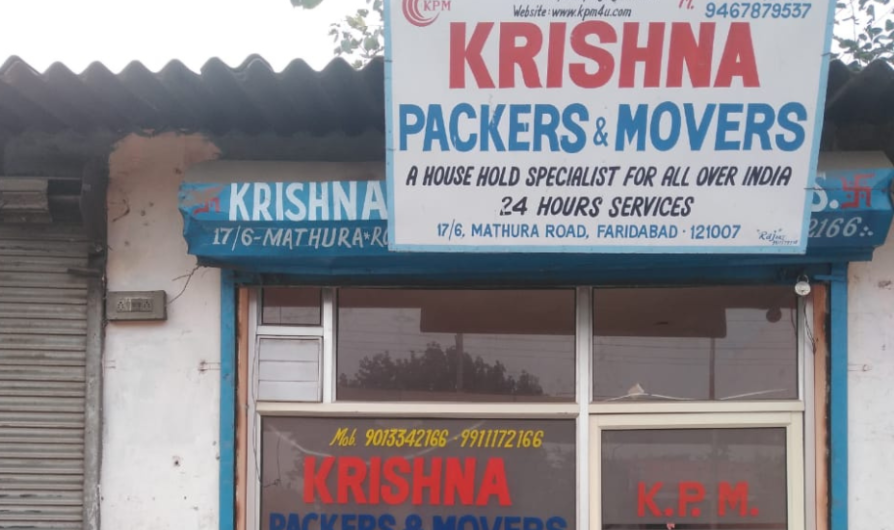 KPM
Website : www.kpm4u.com
M.
9467879537
KRISHNA
PACKERS & MOVERS
A HOUSE HOLD SPECIALIST FOR ALL OVER INDIA
24 HOURS SERVICES
17/6, MATHURA ROAD, FARIDABAD - 121007
KRISHNA
S.
17/6-MATHURA*RO
2166
Mob. 9013342166 - 9911172166
KRISHNA
PACKERS & MOVERS
K.P.M.